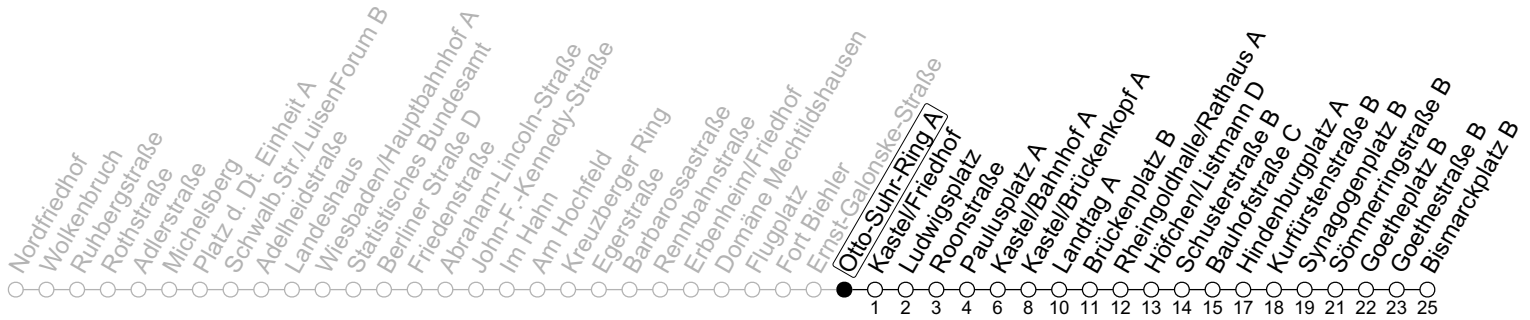 Nordfriedhof
Wolkenbruch
Ruhbergstraße
Rothstraße
Adlerstraße
Michelsberg
Platz d. Dt. Einheit A
Schwalb.Str./LuisenForum B
Adelheidstraße
Landeshaus
Wiesbaden/Hauptbahnhof A
Statistisches Bundesamt
Berliner Straße D
Friedenstraße
Abraham-Lincoln-Straße
John-F.-Kennedy-Straße
Im Hahn
Am Hochfeld
Kreuzberger Ring
Egerstraße
Barbarossastraße
Rennbahnstraße
Erbenheim/Friedhof
Domäne Mechtildshausen
Flugplatz
Fort Biehler
Ernst-Galonske-Straße
Otto-Suhr-Ring A
Kastel/Friedhof
Ludwigsplatz
Roonstraße
Paulusplatz A
Kastel/Bahnhof A
Kastel/Brückenkopf A
Landtag A
Brückenplatz B
Rheingoldhalle/Rathaus A
Höfchen/Listmann D
Schusterstraße B
Bauhofstraße C
Hindenburgplatz A
Kurfürstenstraße B
Synagogenplatz B
Sömmerringstraße B
Goetheplatz B
Goethestraße B
Bismarckplatz B
1 2 3 4 6 8 10 11 12 13 14 15 17 18 19 21 22 23 25